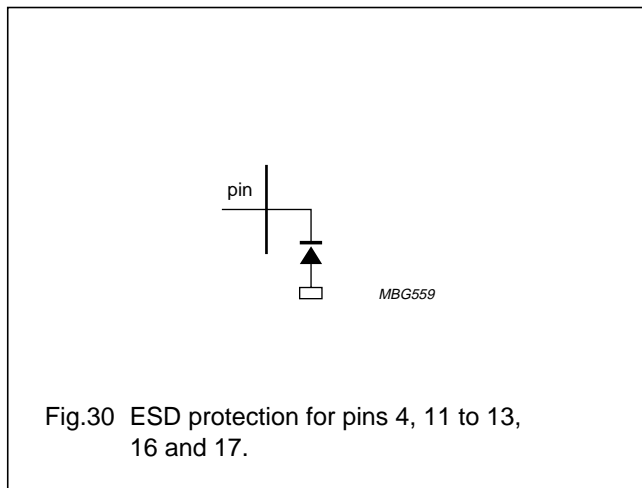 pin
MBG559
Fig.30 ESD protection for pins 4, 11 to 13,
16 and 17.